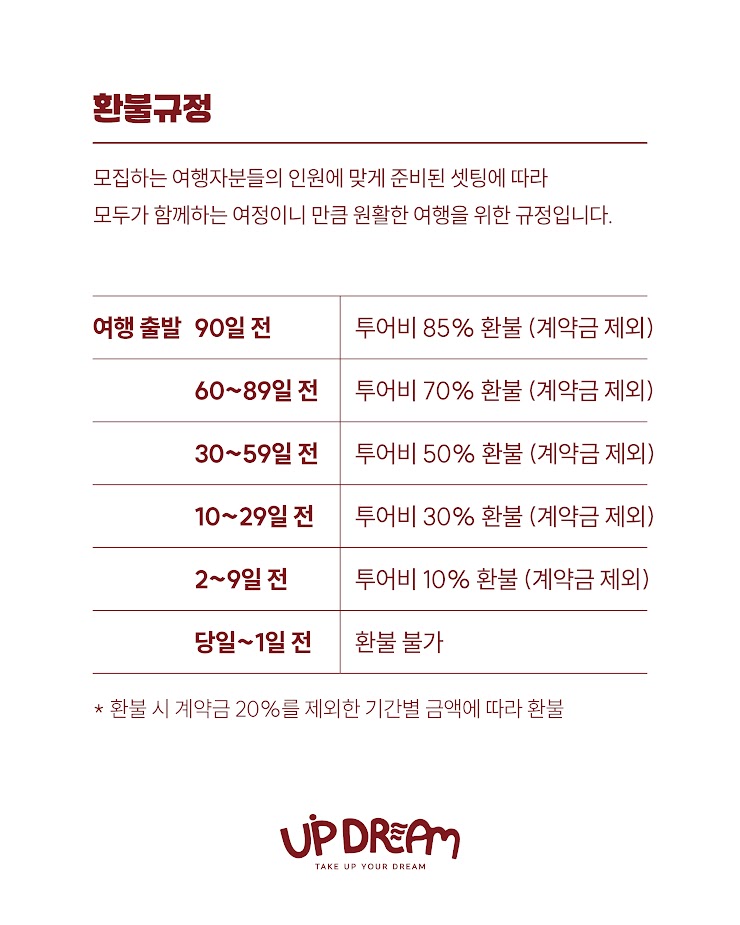 환불규정
모집하는 여행자분들의 인원에 맞게 준비된 셋팅에 따라
모두가 함께하는 여정이니 만큼 원활한 여행을 위한 규정입니다.
여행 출발 90일 전 투어비 85% 환불 (계약금 제외)
60~89일 전 투어비 70% 환불 (계약금 제외)
30~59일 전 투어비 50% 환불 (계약금 제외)
10~29일 전 투어비 30% 환불 (계약금 제외)
2~9일 전 투어비 10% 환불 (계약금 제외)
당일~1일 전 환불 불가
* 환불 시 계약금 20%를 제외한 기간별 금액에 따라 환불
UP DREAM
TAKE UP YOUR DREAM